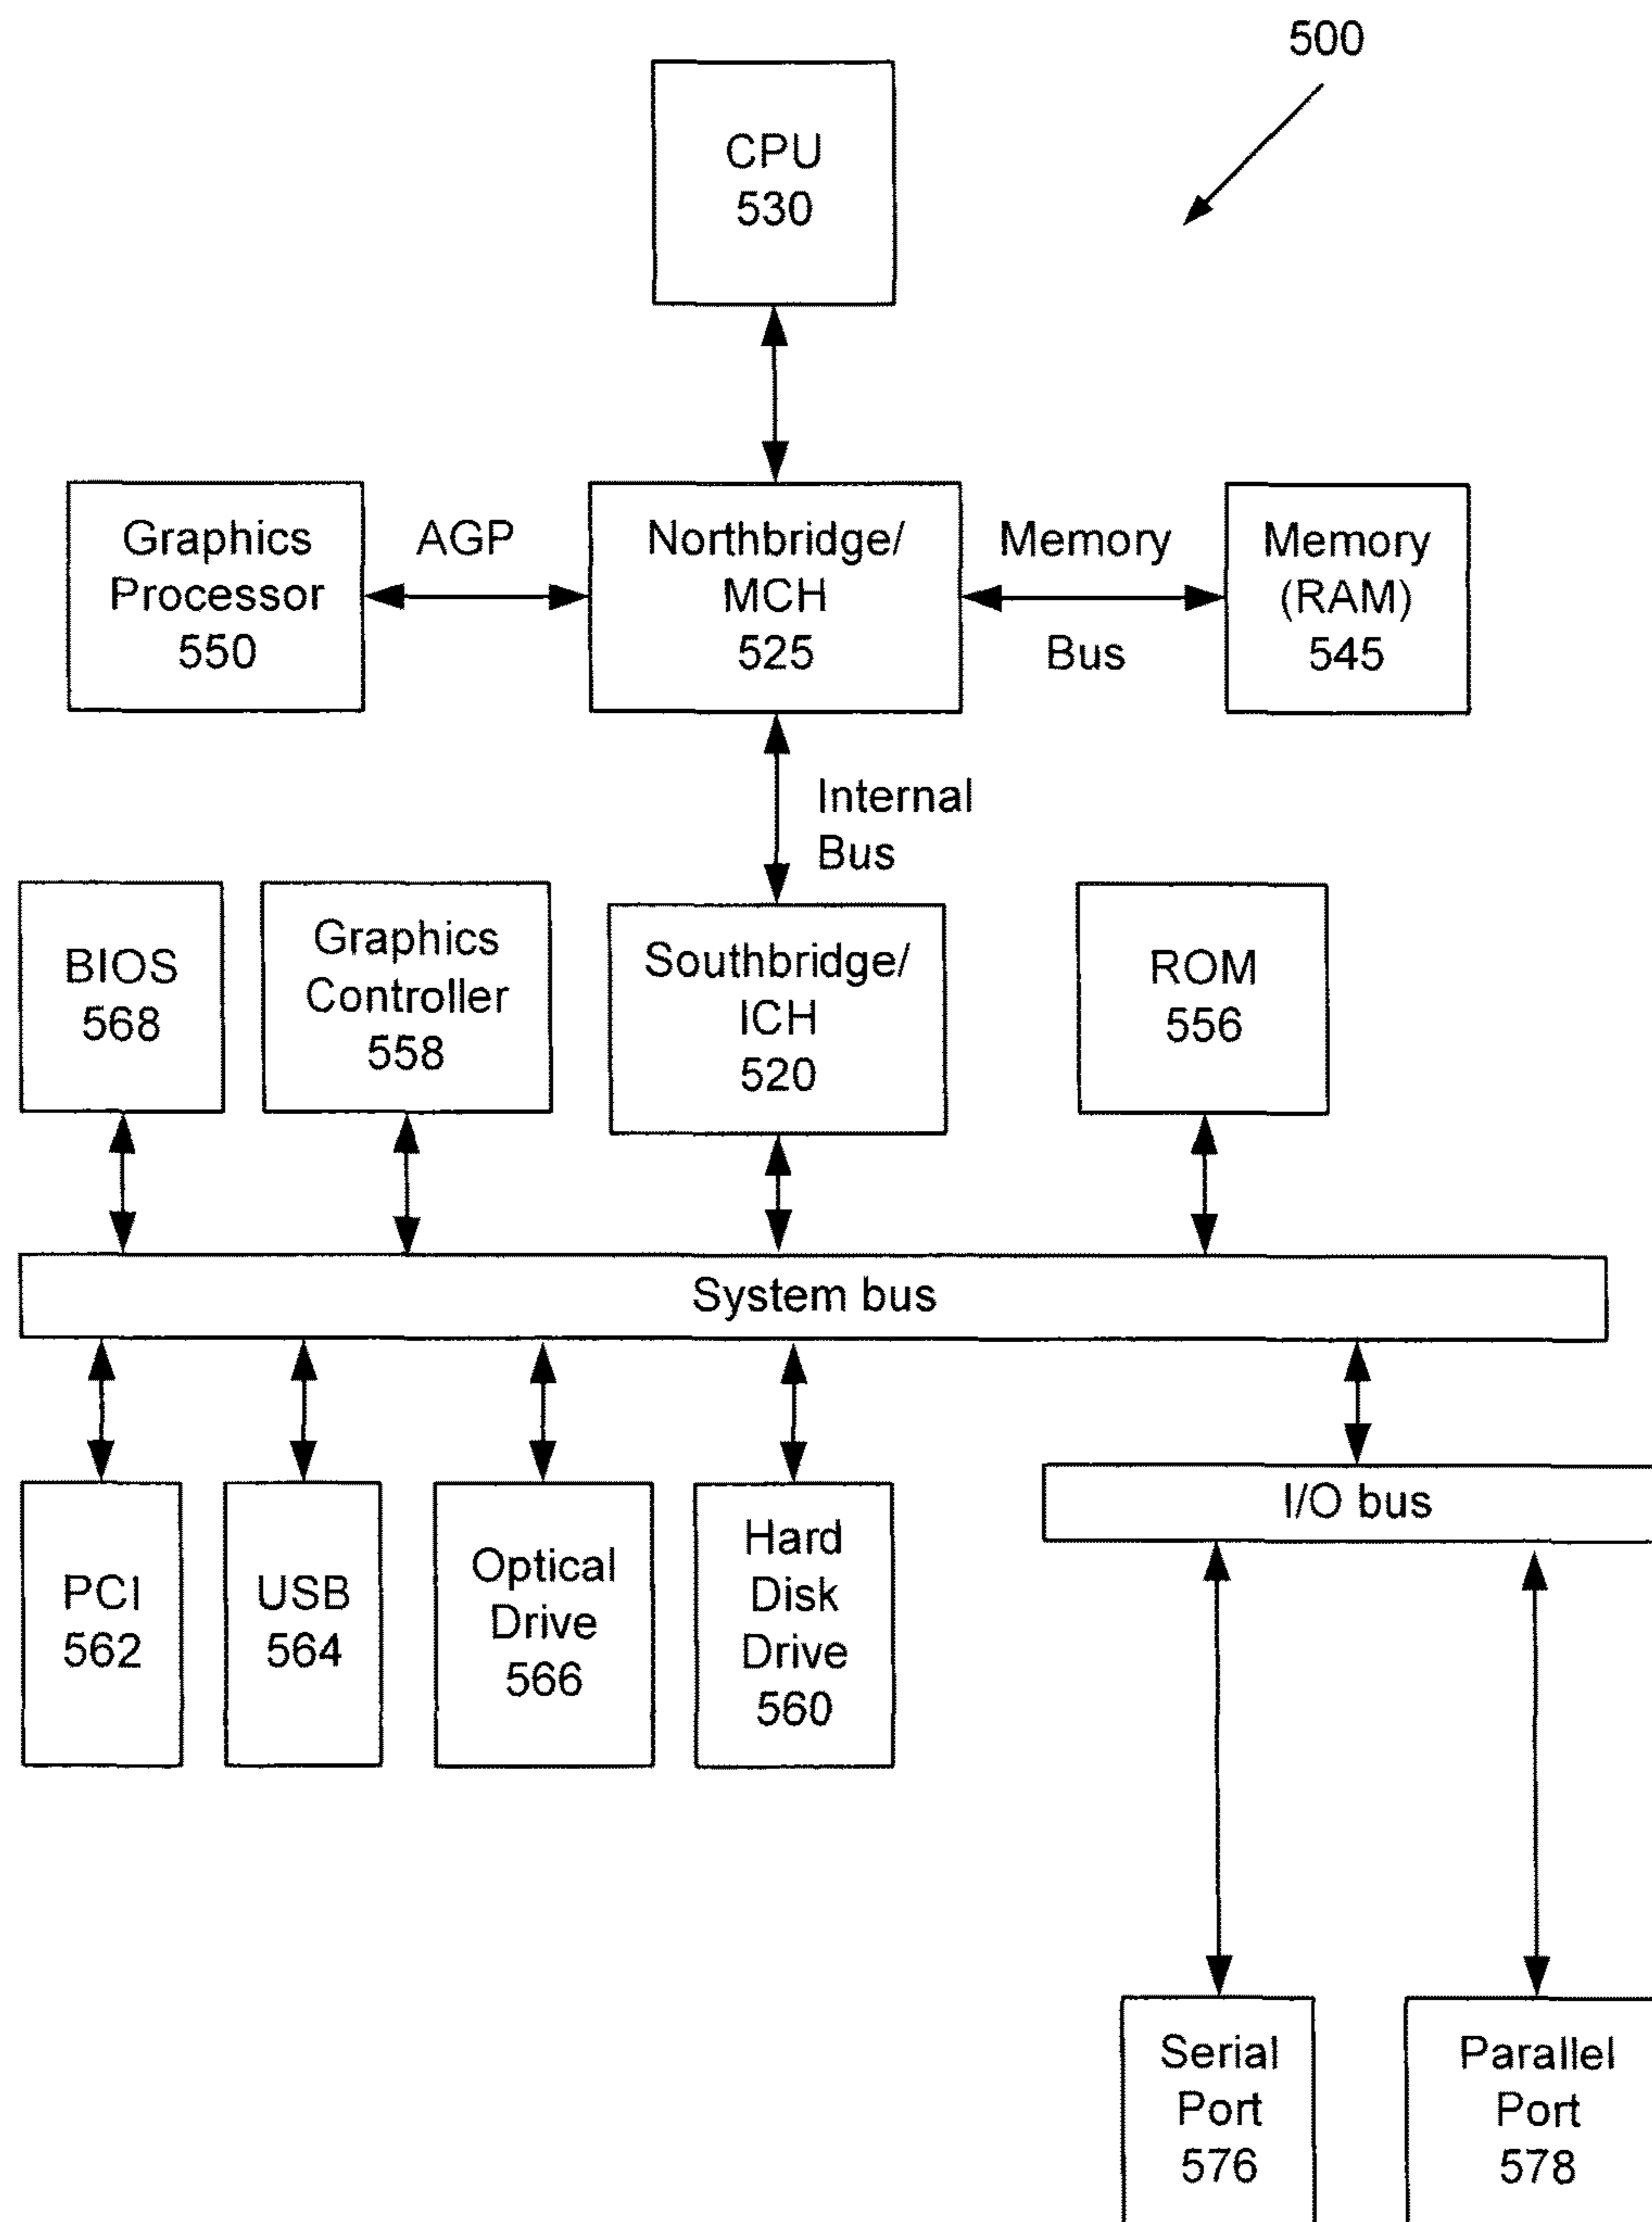 500
CPU
530
Graphics
Processor
550
AGP
Northbridge/
MCH
525
Memory
Bus
Memory
(RAM)
545
Internal
Bus
BIOS
568
Graphics
Controller
558
Southbridge/
ICH
520
ROM
556
System bus
PCI
562
USB
564
Optical
Drive
566
Hard
Disk
Drive
560
I/O bus
Serial
Port
576
Parallel
Port
578